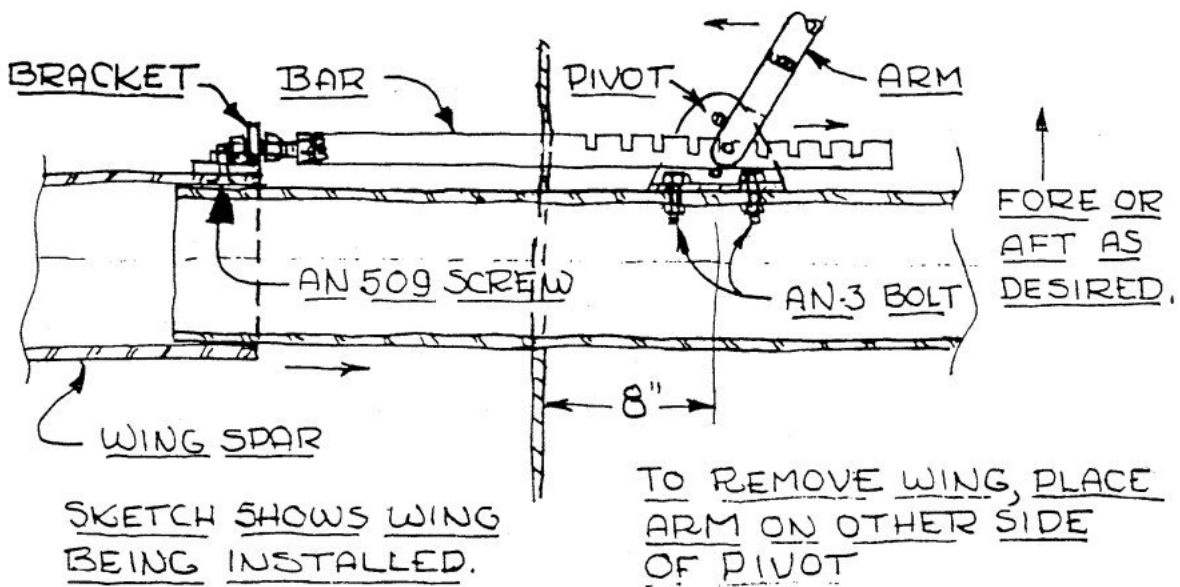 BRACKET
BAR
PIVOT
ARM
FORE OR
AFT AS
DESIRED.
AN 509 SCREW
AN-3 BOLT
8"
WING SPAR
SKETCH SHOWS WING
BEING INSTALLED.
TO REMOVE WING, PLACE
ARM ON OTHER SIDE
OF PIVOT